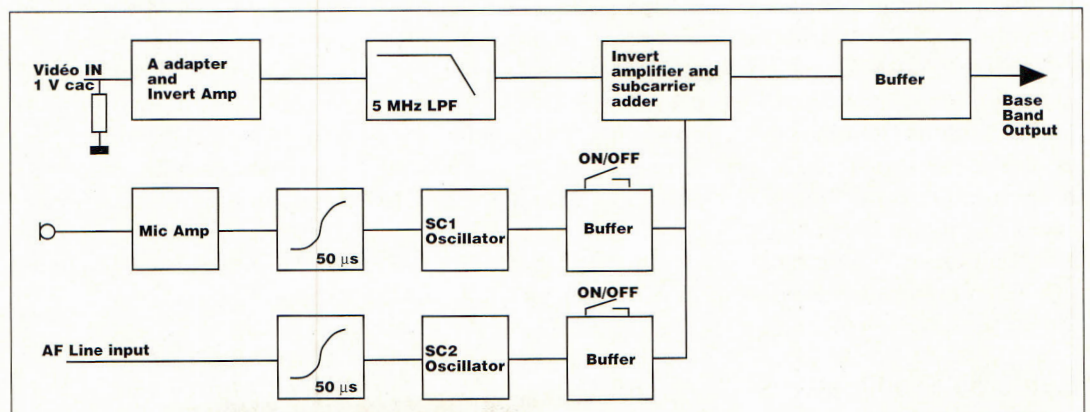 Vidéo IN
1 V cac
A adapter
and
Invert Amp
5 MHz LPF
Invert
amplifier and
subcarrier
adder
Buffer
Base
Band
Output
ON/OFF
Mic Amp
50 μs
SC1
Oscillator
Buffer
ON/OFF
AF Line input
50 μs
SC2
Oscillator
Buffer